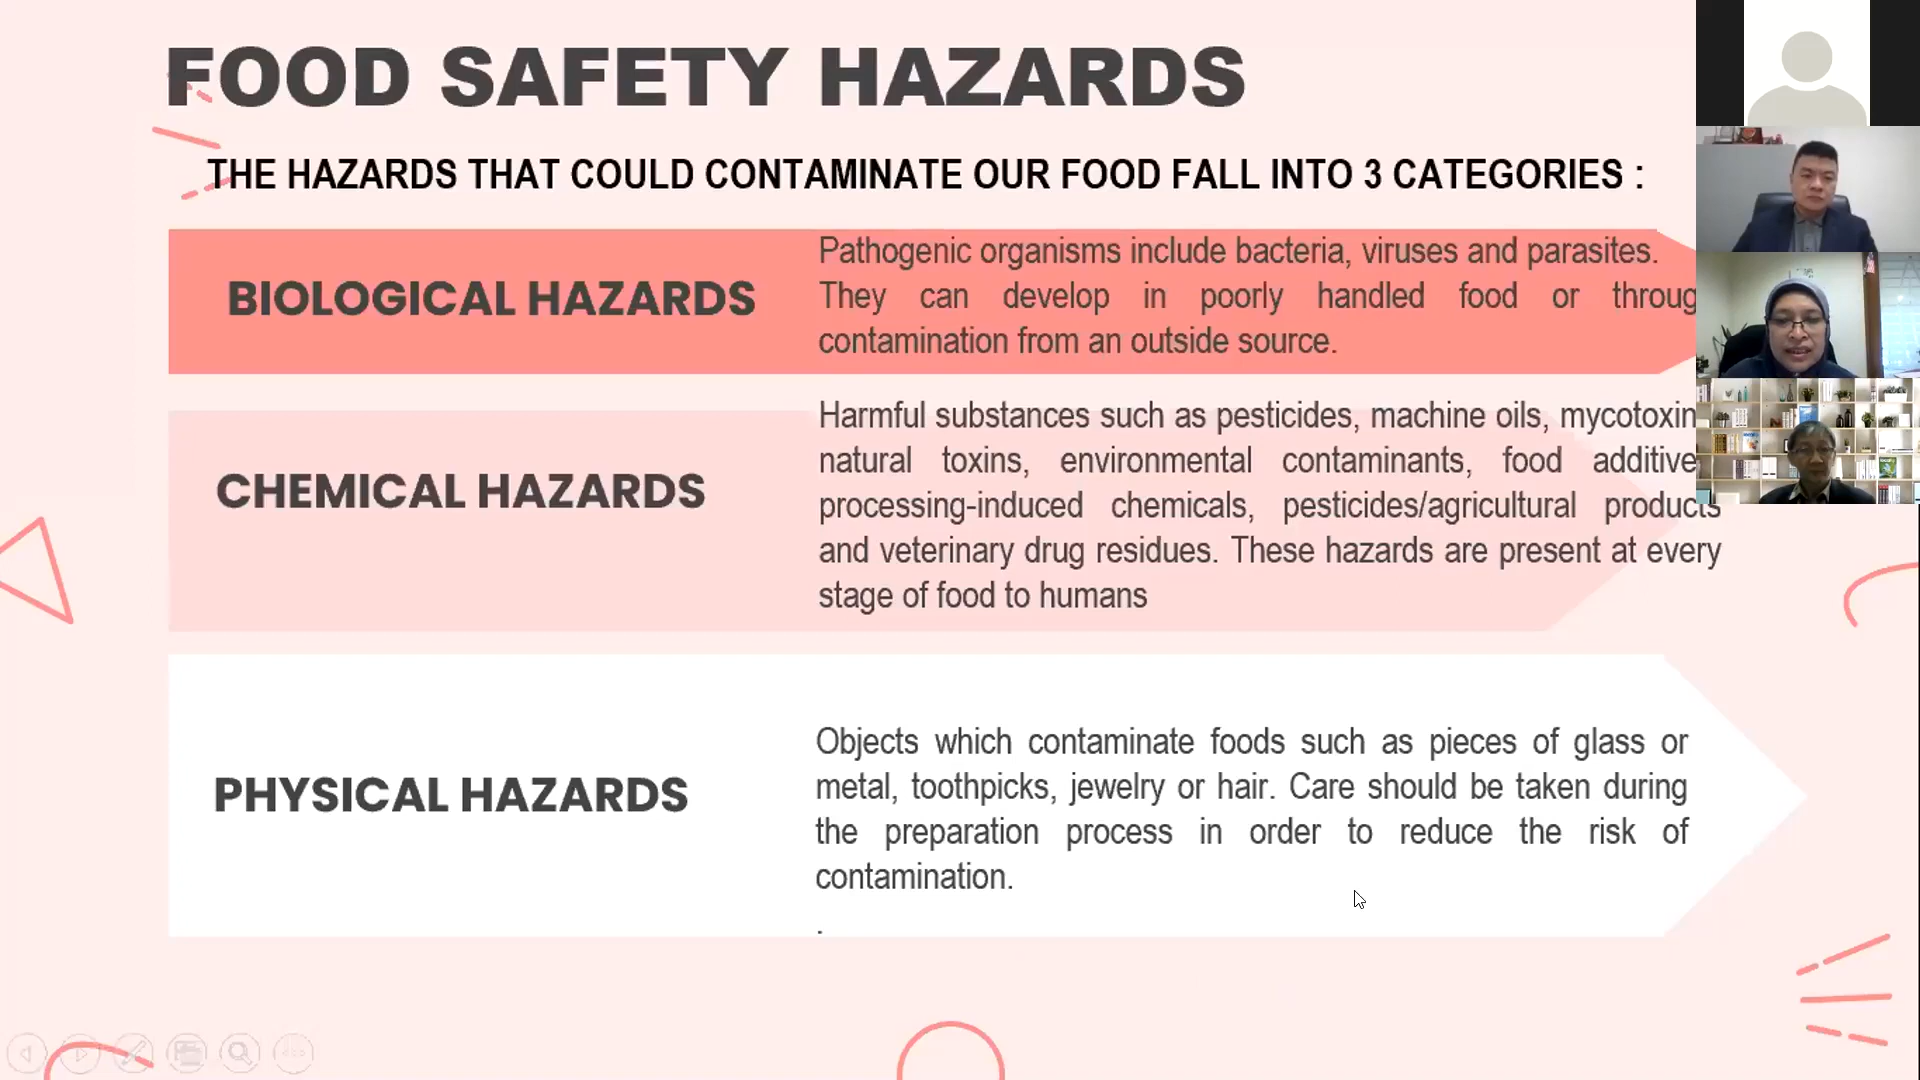 FOOD SAFETY HAZARDS
THE HAZARDS THAT COULD CONTAMINATE OUR FOOD FALL INTO 3 CATEGORIES :
BIOLOGICAL HAZARDS
Pathogenic organisms include bacteria, viruses and parasites.
They can develop in poorly handled food or throug
contamination from an outside source.
CHEMICAL HAZARDS
Harmful substances such as pesticides, machine oils, mycotoxin
natural toxins, environmental contaminants, food additive
processing-induced chemicals, pesticides/agricultural products
and veterinary drug residues. These hazards are present at every
stage of food to humans
PHYSICAL HAZARDS
Objects which contaminate foods such as pieces of glass or
metal, toothpicks, jewelry or hair. Care should be taken during
the preparation process in order to reduce the risk of
contamination.
.